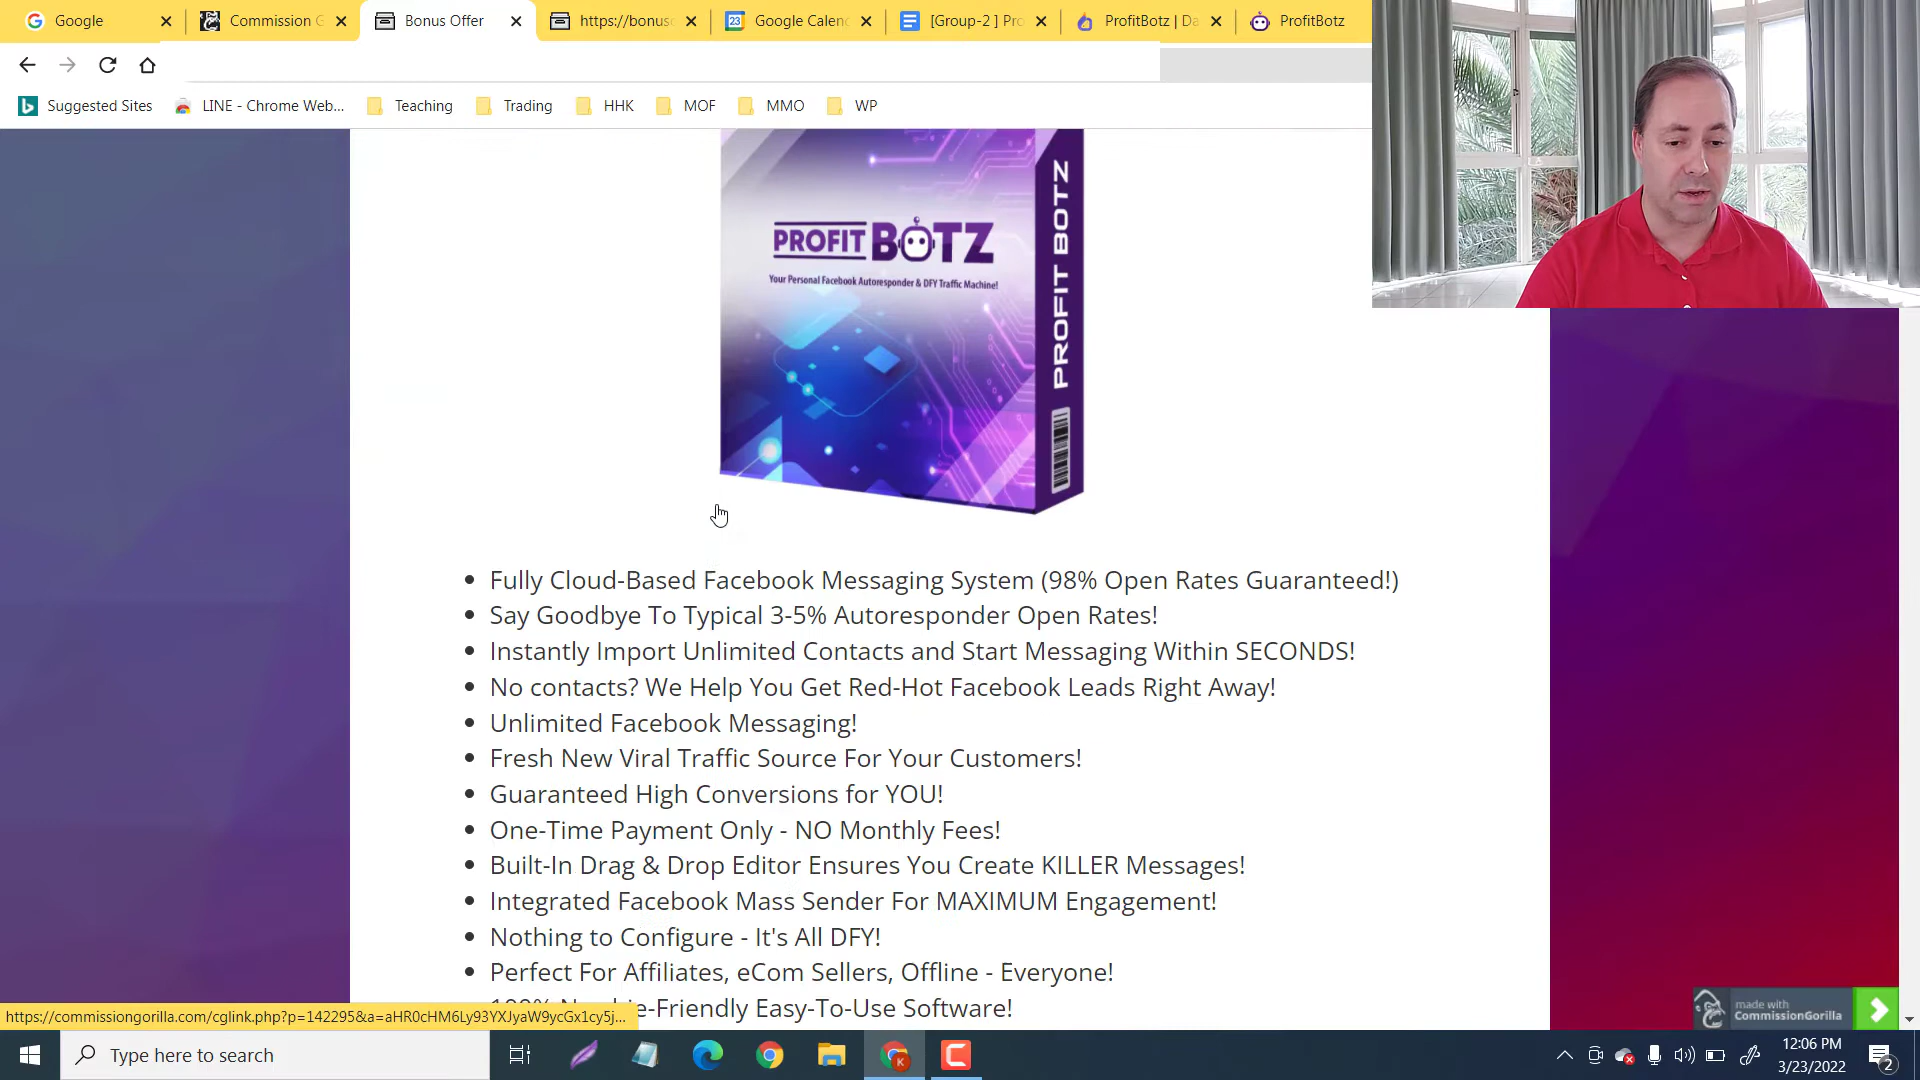 Google
Commission G
Bonus Offer
https://bonus
23
Google Calen
[Group-2 ] Pro
ProfitBotz | Da
ProfitBotz
Suggested Sites
LINE - Chrome Web...
Teaching
Trading
HHK
MOF
MMO
WP
PROFIT BOTZ
Your Personal Facebook Autoresponder & DFY Traffic Machine!
PROFIT BOTZ
Fully Cloud-Based Facebook Messaging System (98% Open Rates Guaranteed!)
Say Goodbye To Typical 3-5% Autoresponder Open Rates!
Instantly Import Unlimited Contacts and Start Messaging Within SECONDS!
No contacts? We Help You Get Red-Hot Facebook Leads Right Away!
Unlimited Facebook Messaging!
Fresh New Viral Traffic Source For Your Customers!
Guaranteed High Conversions for YOU!
One-Time Payment Only - NO Monthly Fees!
Built-In Drag & Drop Editor Ensures You Create KILLER Messages!
Integrated Facebook Mass Sender For MAXIMUM Engagement!
Nothing to Configure - It's All DFY!
Perfect For Affiliates, eCom Sellers, Offline - Everyone!
e-Friendly Easy-To-Use Software!
made with
CommissionGorilla
https://commissiongorilla.com/cglink.php?p=142295&a=aHR0cHM6Ly93YXJyaW9ycGx1cy5j...
Type here to search
K
12:06 PM
3/23/2022
2